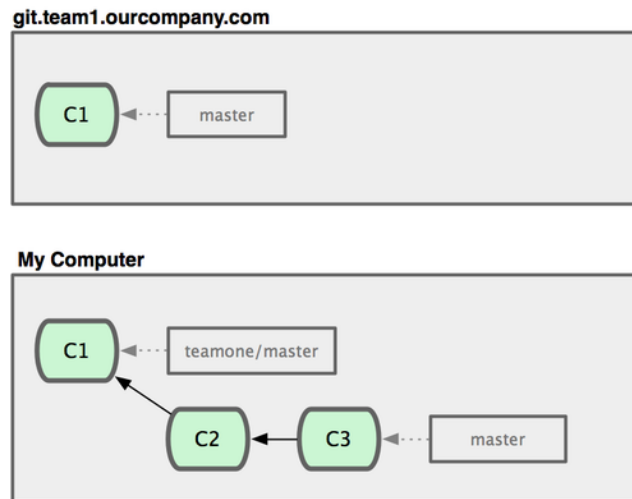 git.team1.ourcompany.com
C1
master
My Computer
C1
teamone/master
C2
C3
master